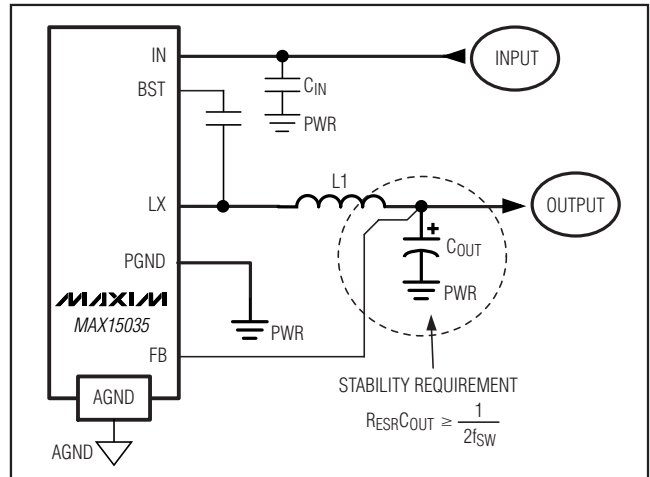 IN
INPUT
BST
CIN
PWR
L1
LX
OUTPUT
+
COUT
PGND
PWR
MAXIM
PWR
MAX15035
FB
STABILITY REQUIREMENT
AGND
RESRCOUT ≥ 1/2fSW
AGND